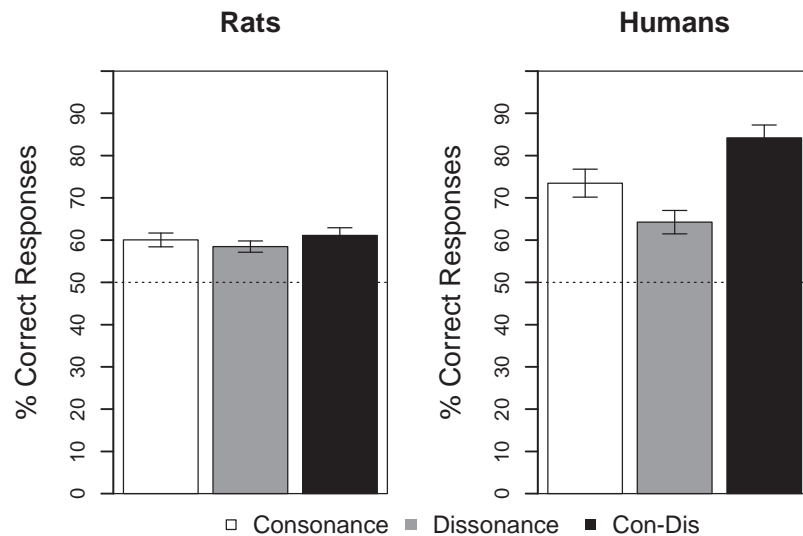 Rats
Humans
% Correct Responses
0 10 20 30 40 50 60 70 80 90
% Correct Responses
0 10 20 30 40 50 60 70 80 90
Consonance Dissonance Con-Dis